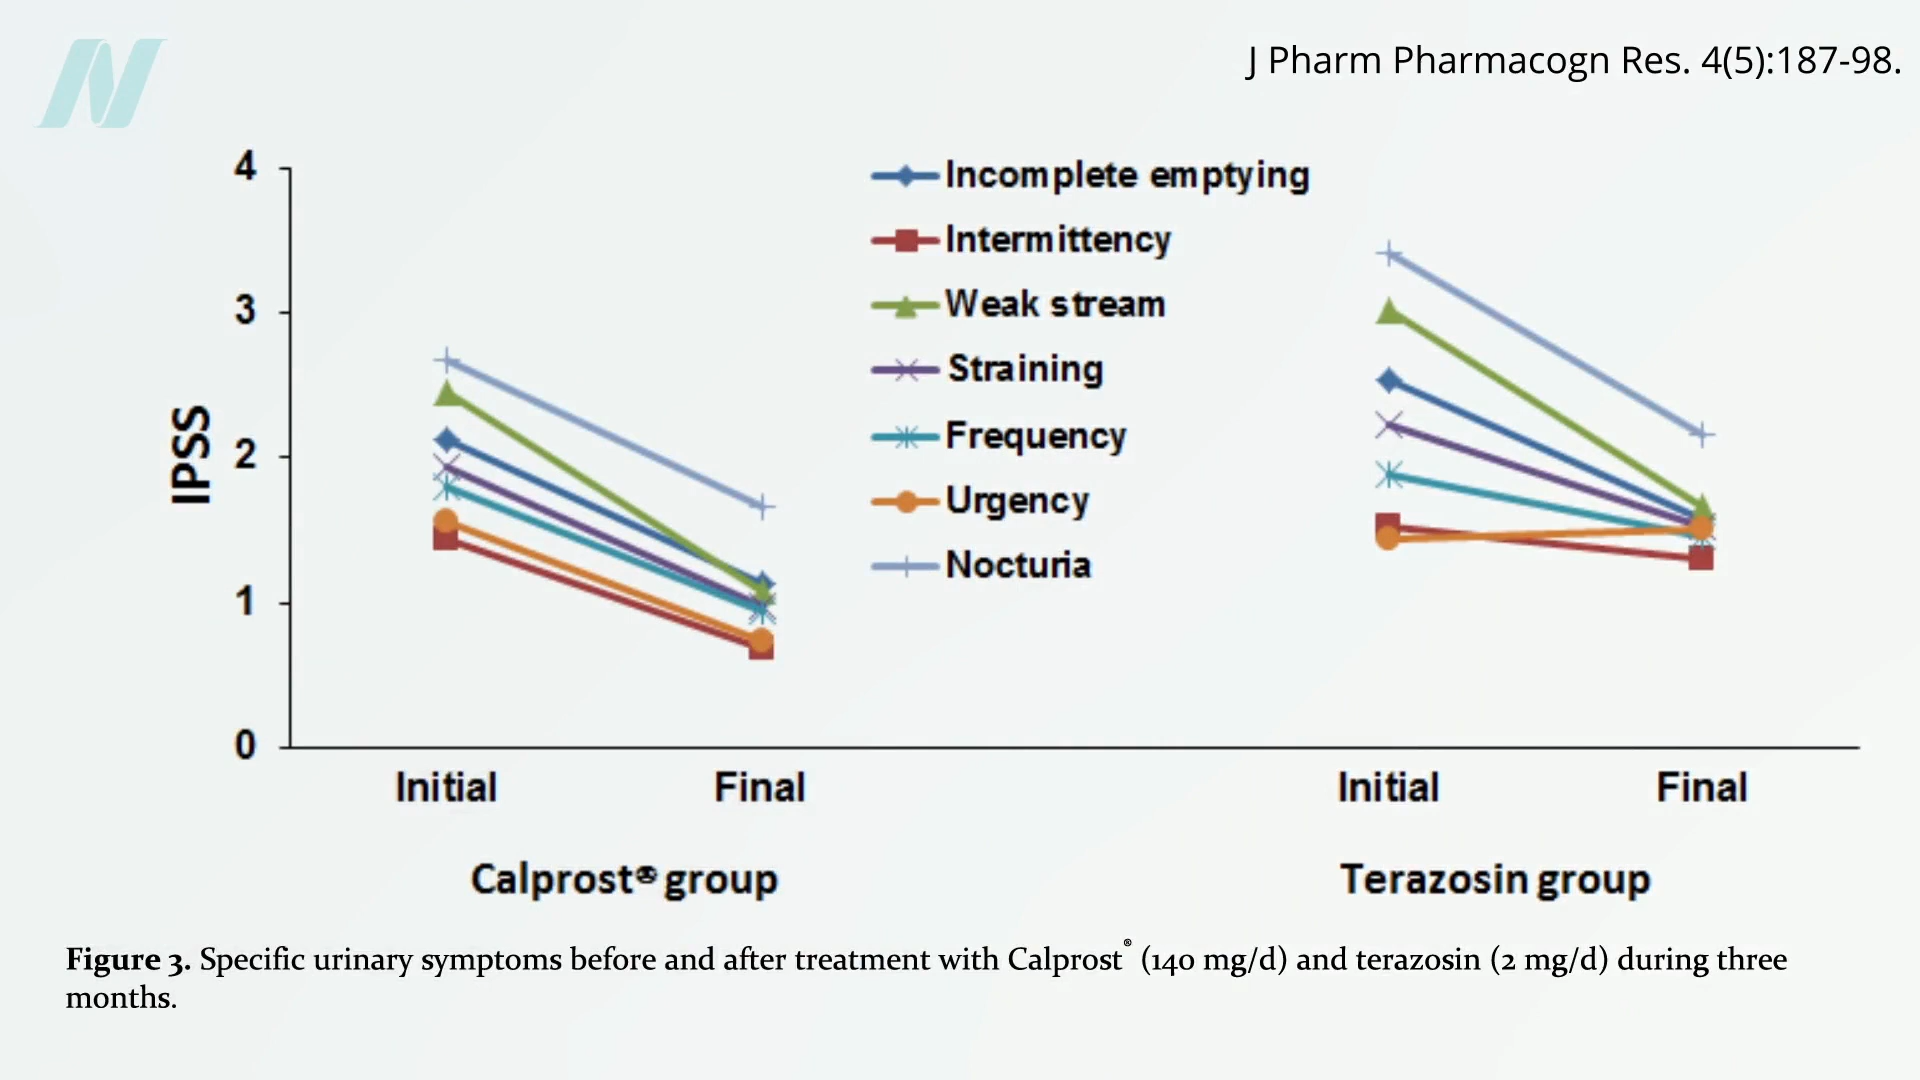 J Pharm Pharmacogn Res. 4(5):187-98.
4
3
2
1
0
IPSS
Incomplete emptying
Intermittency
Weak stream
Straining
Frequency
Urgency
Nocturia
Initial
Final
Initial
Final
Calprost® group
Terazosin group
Figure 3. Specific urinary symptoms before and after treatment with Calprost® (140 mg/d) and terazosin (2 mg/d) during three
months.